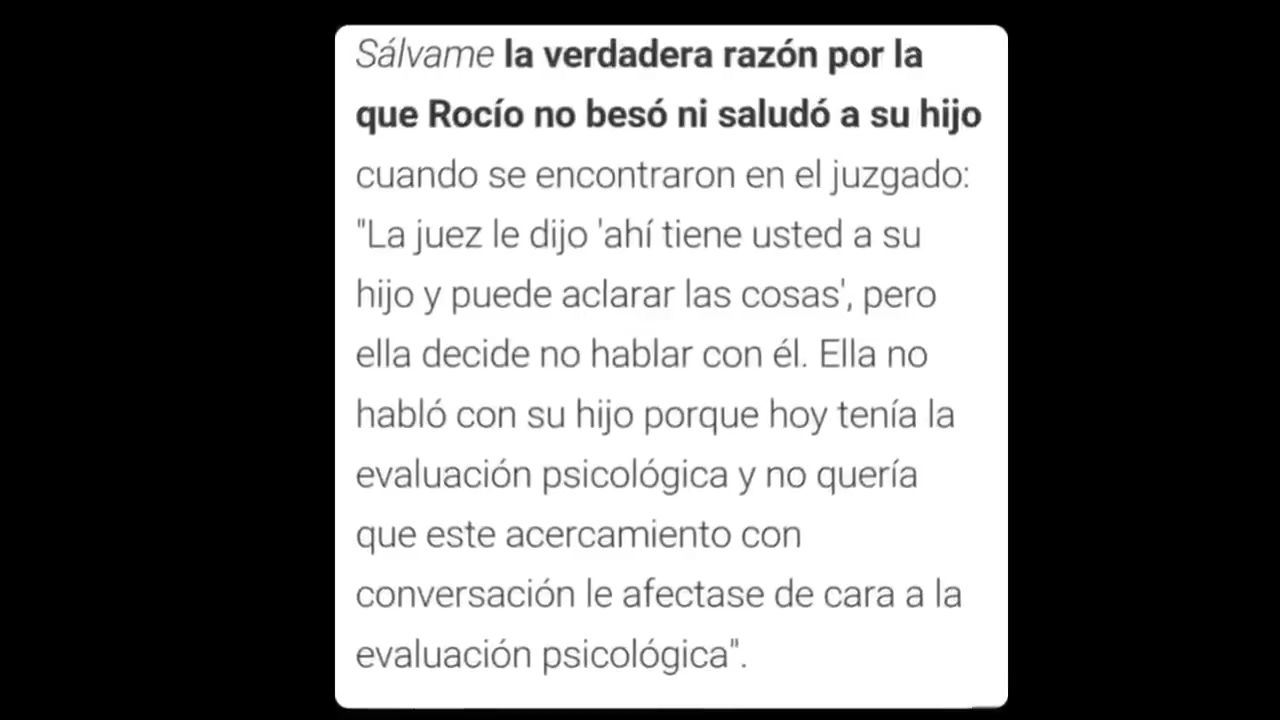 Sálvame la verdadera razón por la
que Rocío no besó ni saludó a su hijo
cuando se encontraron en el juzgado:
"La juez le dijo 'ahí tiene usted a su
hijo y puede aclarar las cosas', pero
ella decide no hablar con él. Ella no
habló con su hijo porque hoy tenía la
evaluación psicológica y no quería
que este acercamiento con
conversación le afectase de cara a la
evaluación psicológica".